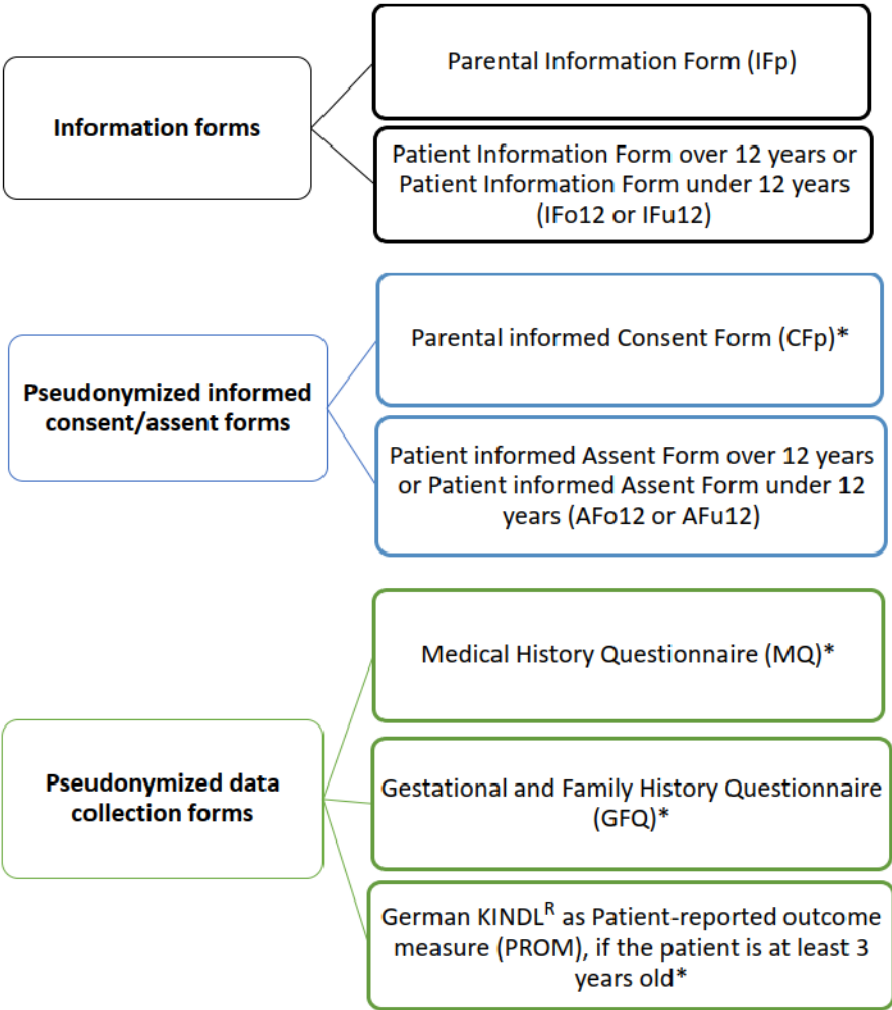 Information forms
Parental Information Form (IFp)
Patient Information Form over 12 years or
Patient Information Form under 12 years
(IFo12 or IFu12)
Pseudonymized informed
consent/assent forms
Parental informed Consent Form (CFp)*
Patient informed Assent Form over 12 years
or Patient informed Assent Form under 12
years (AFo12 or AFu12)
Pseudonymized data
collection forms
Medical History Questionnaire (MQ)*
Gestational and Family History Questionnaire
(GFQ)*
German KINDLᴿ as Patient-reported outcome
measure (PROM), if the patient is at least 3
years old*